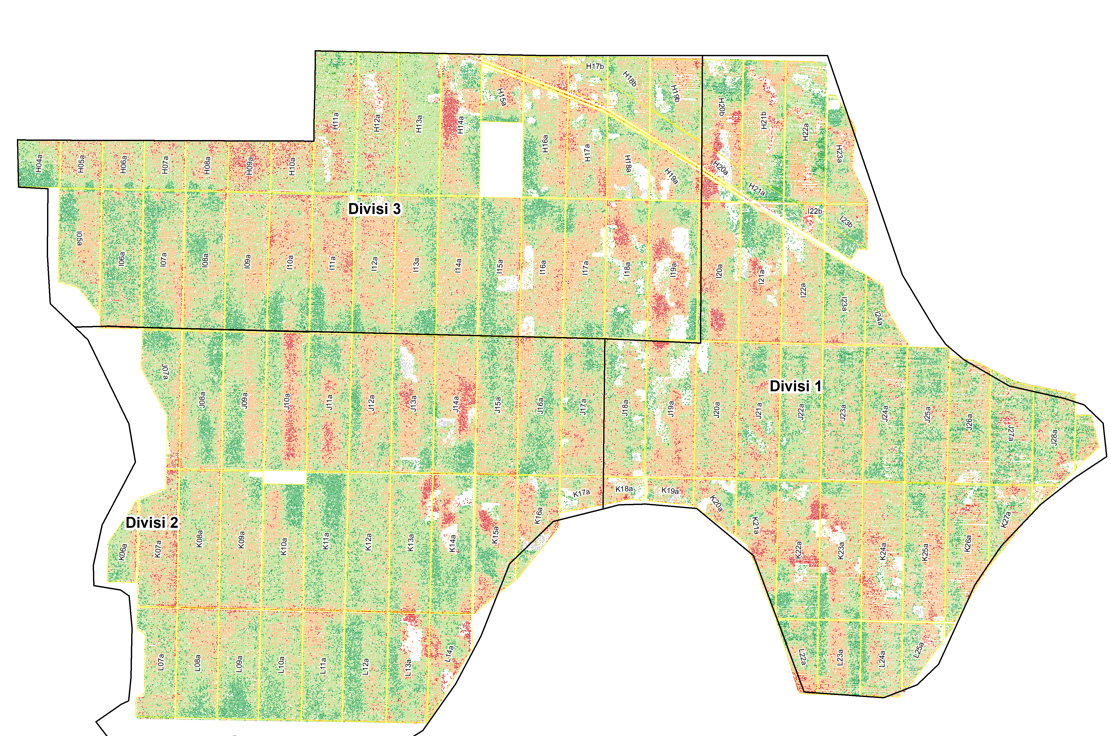 H17b
H18b
H15a
H19b
H20b
H21b
H11a
H12a
H13a
H14a
H22a
H16a
H17a
H23a
H04a
H05a
H06a
H07a
H08a
H09a
H10a
H18a
H19a
H20a
H21a
Divisi 3
I22b
I23b
I05a
I06a
I07a
I08a
I09a
I10a
I11a
I12a
I13a
I14a
I15a
I16a
I17a
I18a
I19a
I20a
I21a
I22a
I23a
I24a
Divisi 1
J07a
J08a
J09a
J10a
J11a
J12a
J13a
J14a
J15a
J16a
J17a
J18a
J19a
J20a
J21a
J22a
J23a
J24a
J25a
J26a
J27a
J28a
K17a
K18a
K19a
K20a
Divisi 2
K06a
K07a
K08a
K09a
K10a
K11a
K12a
K13a
K14a
K15a
K16a
K21a
K22a
K23a
K24a
K25a
K26a
K27a
L07a
L08a
L09a
L10a
L11a
L12a
L13a
L14a
L22a
L23a
L24a
L25a